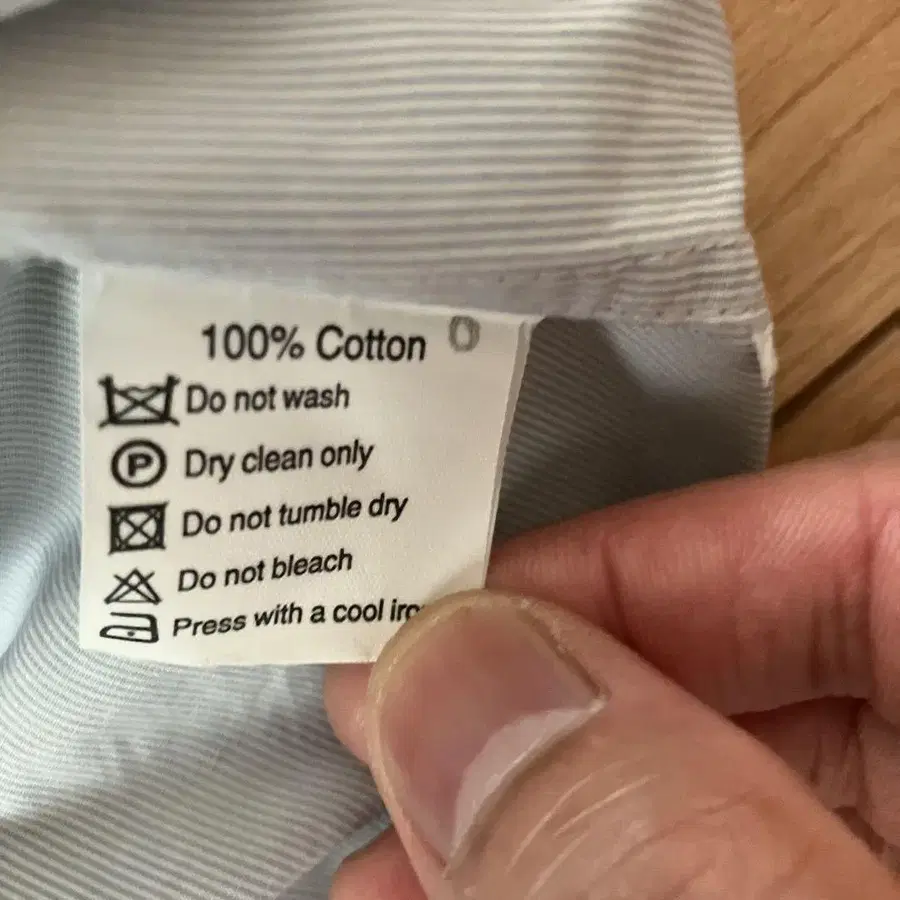 100% Cotton
Do not wash
P Dry clean only
Do not tumble dry
Do not bleach
Press with a cool